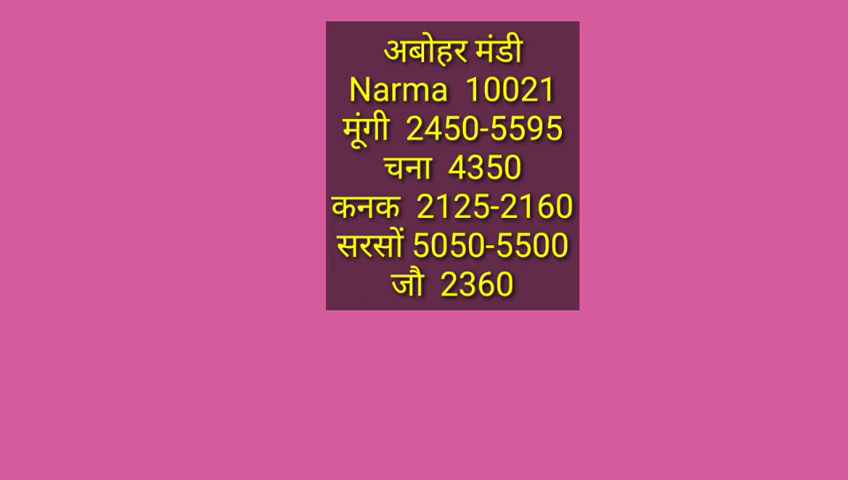 अबोहर मंडी
Narma 10021
मूंगी 2450-5595
चना 4350
कनक 2125-2160
सरसों 5050-5500
जौ 2360